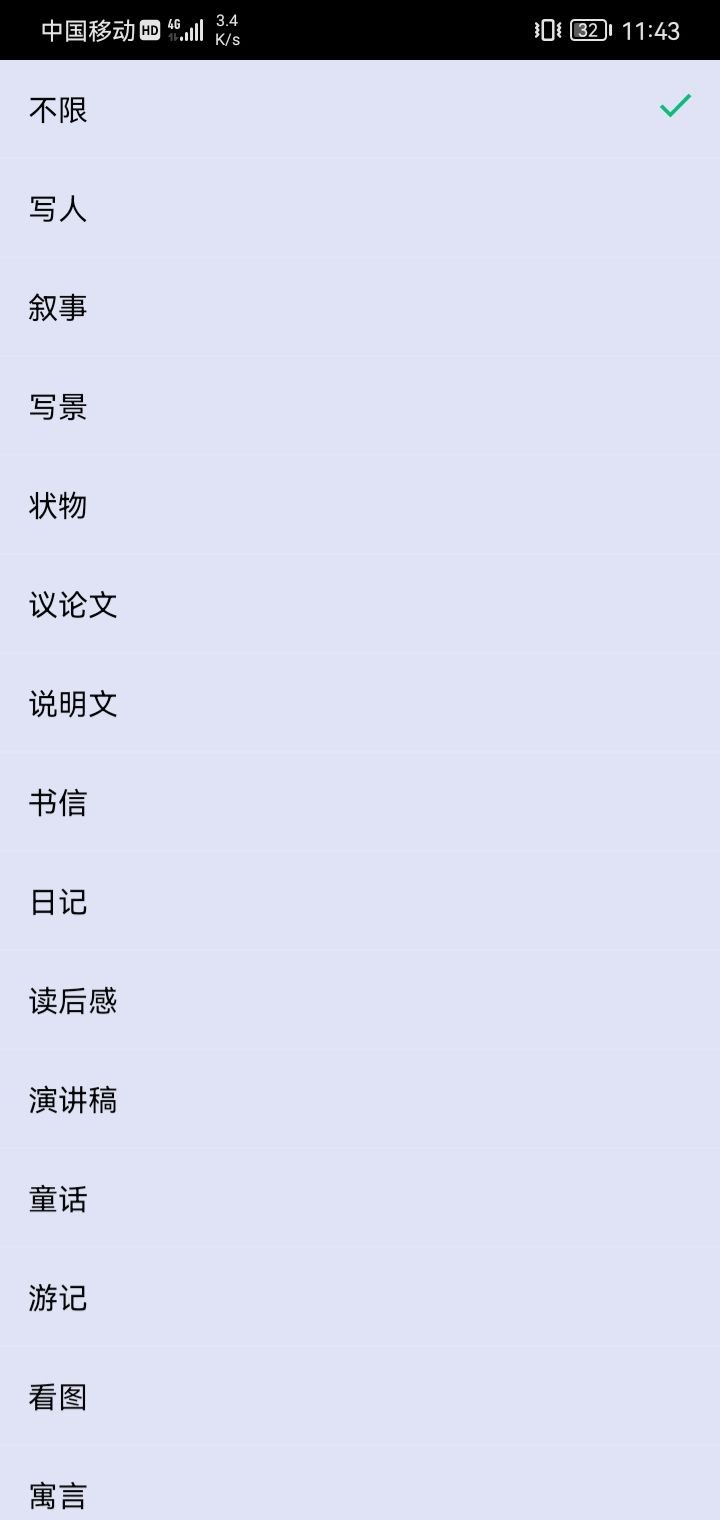 中国移动 HD 4G 3.4 K/s 32 11:43
不限
写人
叙事
写景
状物
议论文
说明文
书信
日记
读后感
演讲稿
童话
游记
看图
寓言